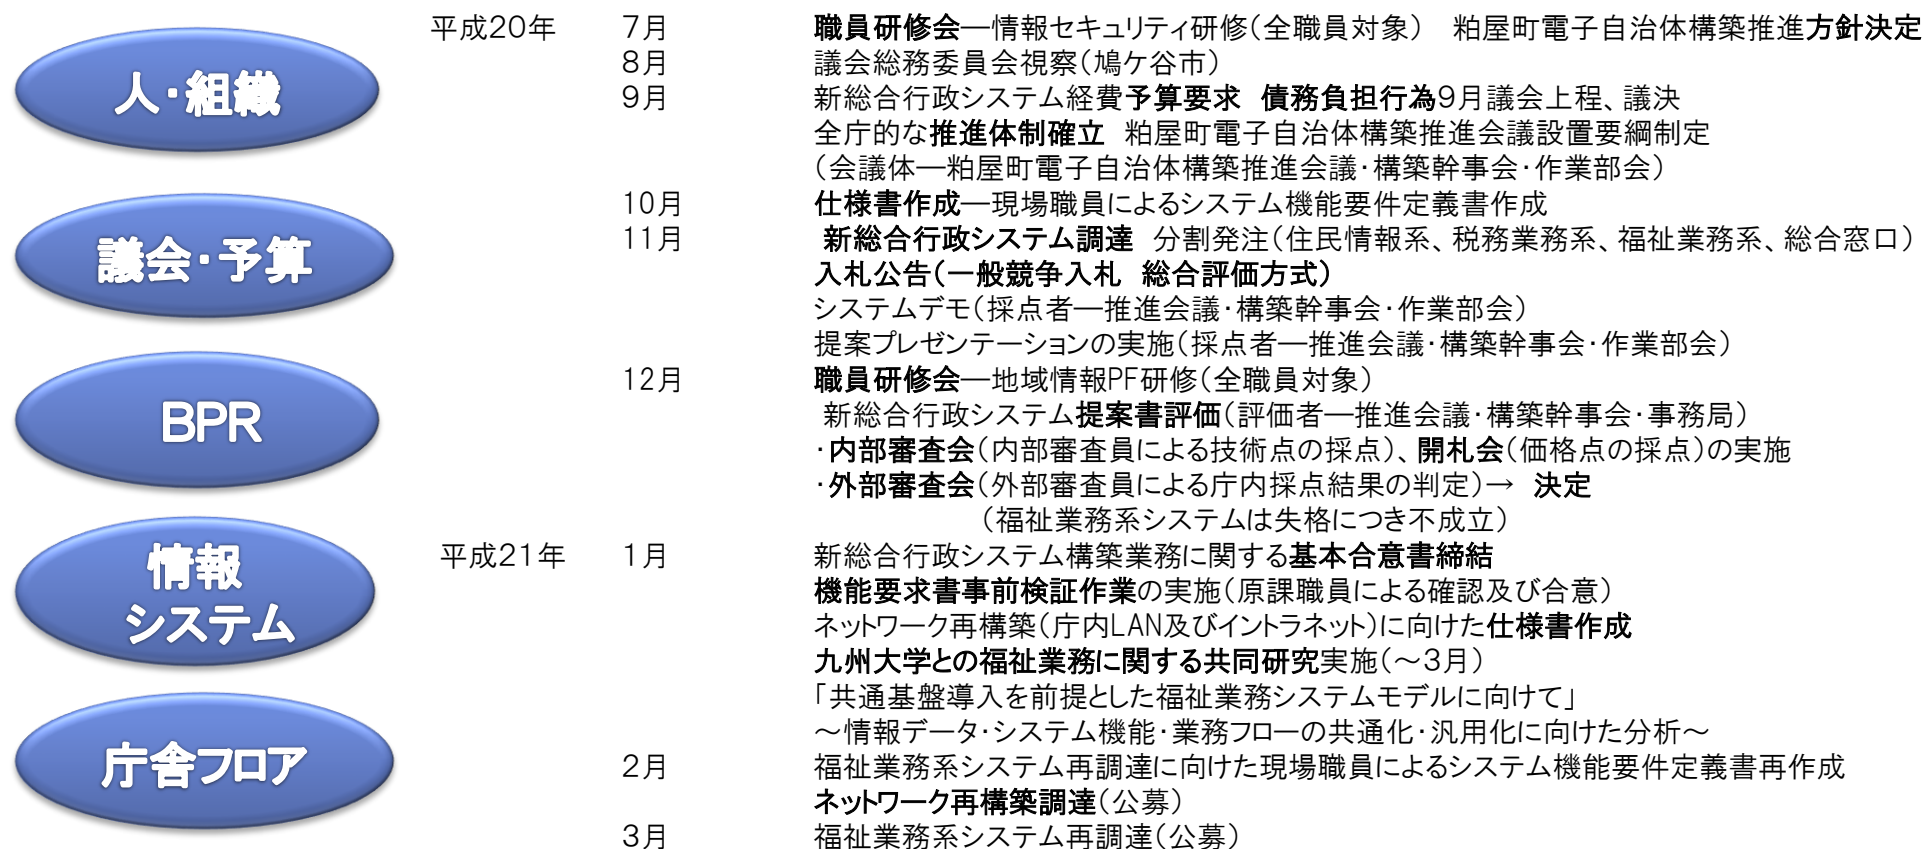 人・組織
議会・予算
BPR
情報
システム
庁舎フロア
平成20年 7月 職員研修会―情報セキュリティ研修(全職員対象) 粕屋町電子自治体構築推進方針決定
8月 議会総務委員会視察(鳩ケ谷市)
9月 新総合行政システム経費予算要求 債務負担行為9月議会上程、議決
全庁的な推進体制確立 粕屋町電子自治体構築推進会議設置要綱制定
(会議体―粕屋町電子自治体構築推進会議・構築幹事会・作業部会)
10月 仕様書作成―現場職員によるシステム機能要件定義書作成
11月 新総合行政システム調達 分割発注(住民情報系、税務業務系、福祉業務系、総合窓口)
入札公告(一般競争入札 総合評価方式)
システムデモ(採点者―推進会議・構築幹事会・作業部会)
提案プレゼンテーションの実施(採点者―推進会議・構築幹事会・作業部会)
12月 職員研修会―地域情報PF研修(全職員対象)
新総合行政システム提案書評価(評価者―推進会議・構築幹事会・事務局)
・内部審査会(内部審査員による技術点の採点)、開札会(価格点の採点)の実施
・外部審査会(外部審査員による庁内採点結果の判定)→ 決定
(福祉業務系システムは失格につき不成立)
平成21年 1月 新総合行政システム構築業務に関する基本合意書締結
機能要求書事前検証作業の実施(原課職員による確認及び合意)
ネットワーク再構築(庁内LAN及びイントラネット)に向けた仕様書作成
九州大学との福祉業務に関する共同研究実施(～3月)
「共通基盤導入を前提とした福祉業務システムモデルに向けて」
～情報データ・システム機能・業務フローの共通化・汎用化に向けた分析～
2月 福祉業務系システム再調達に向けた現場職員によるシステム機能要件定義書再作成
ネットワーク再構築調達(公募)
3月 福祉業務系システム再調達(公募)